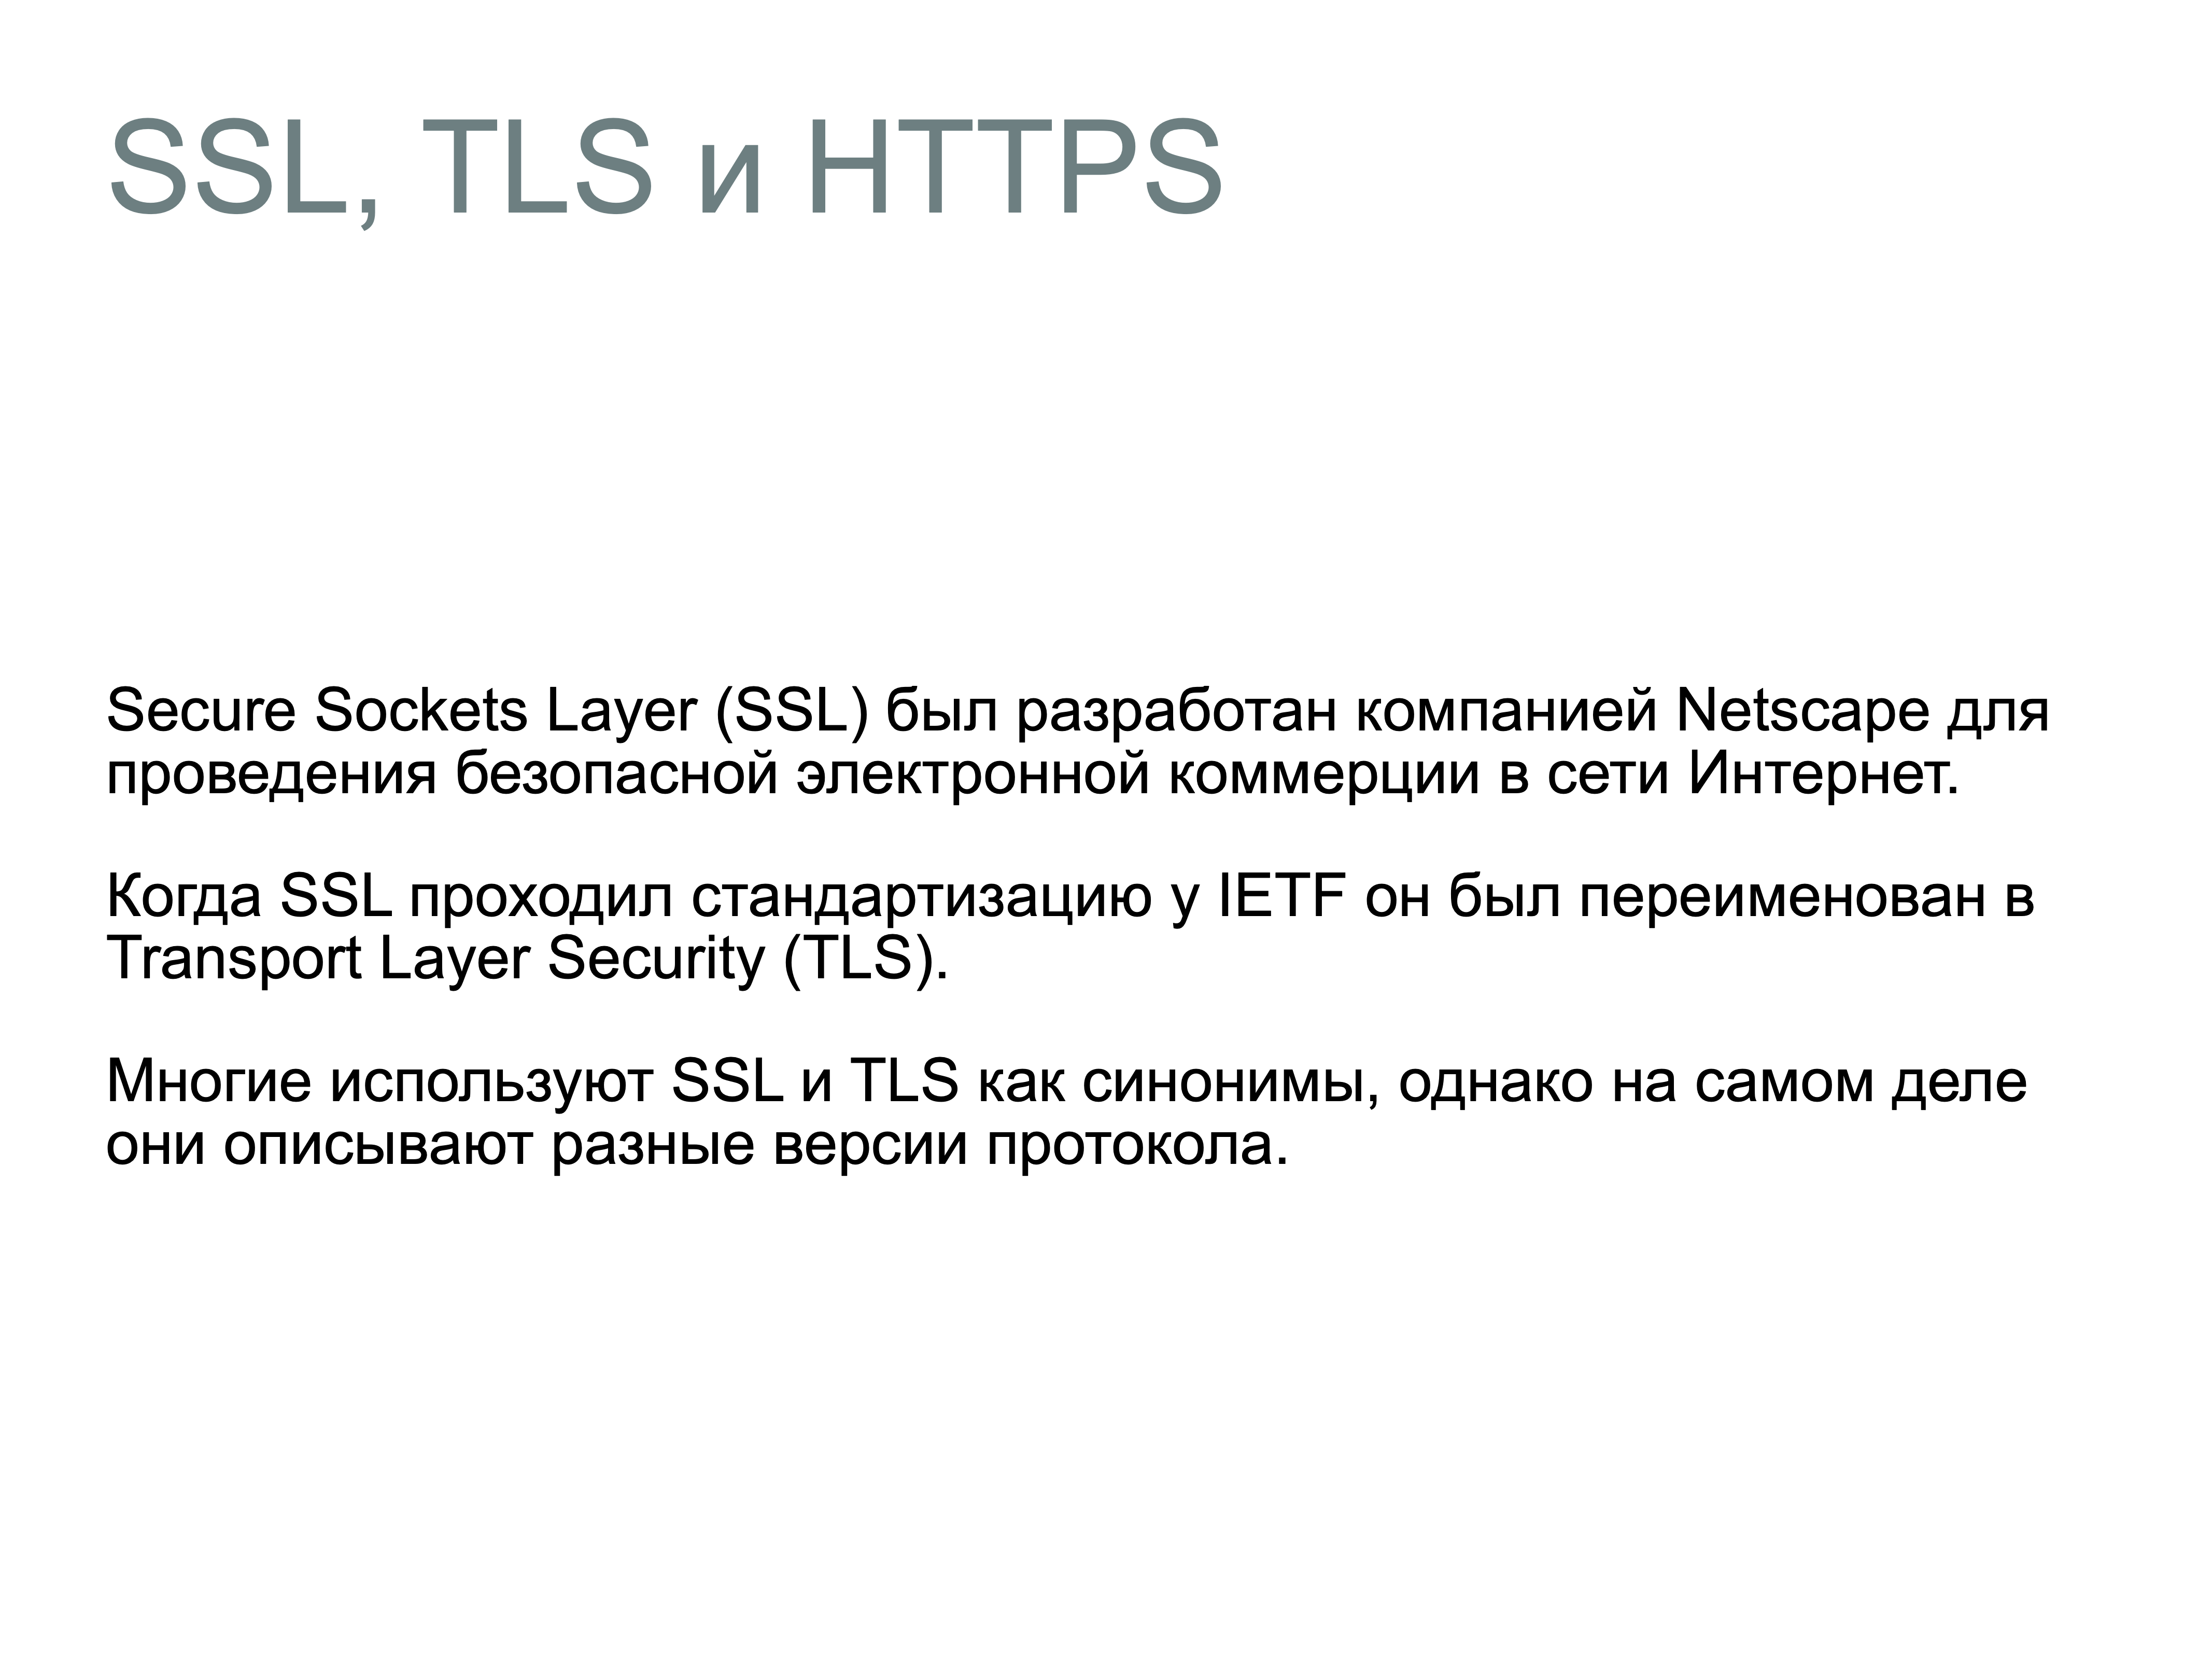 SSL, TLS и HTTPS
Secure Sockets Layer (SSL) был разработан компанией Netscape для
проведения безопасной электронной коммерции в сети Интернет.
Когда SSL проходил стандартизацию у IETF он был переименован в
Transport Layer Security (TLS).
Многие используют SSL и TLS как синонимы, однако на самом деле
они описывают разные версии протокола.